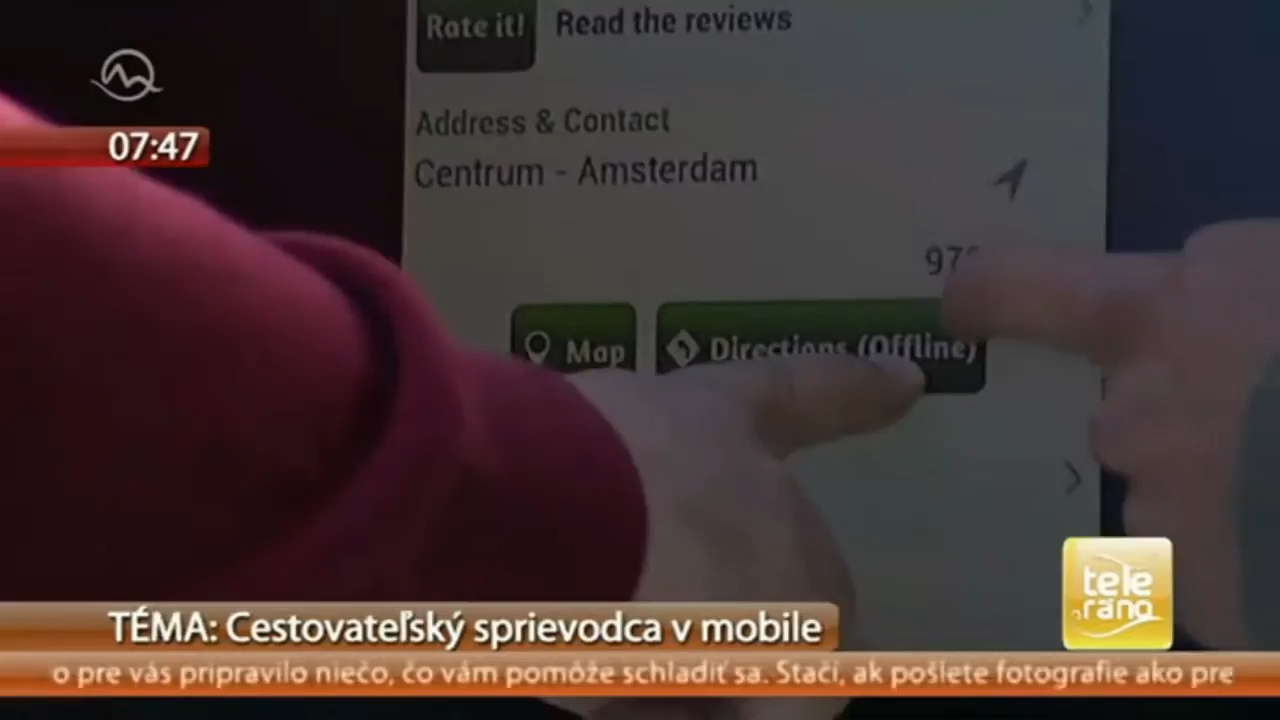 Rate it!
Read the reviews
07:47
Address & Contact
Centrum - Amsterdam
Map
Directions (Offline)
tele
ráno
TÉMA: Cestovateľský sprievodca v mobile
o pre vás pripravilo niečo, čo vám pomôže schladiť sa. Stačí, ak pošlete fotografie ako pre